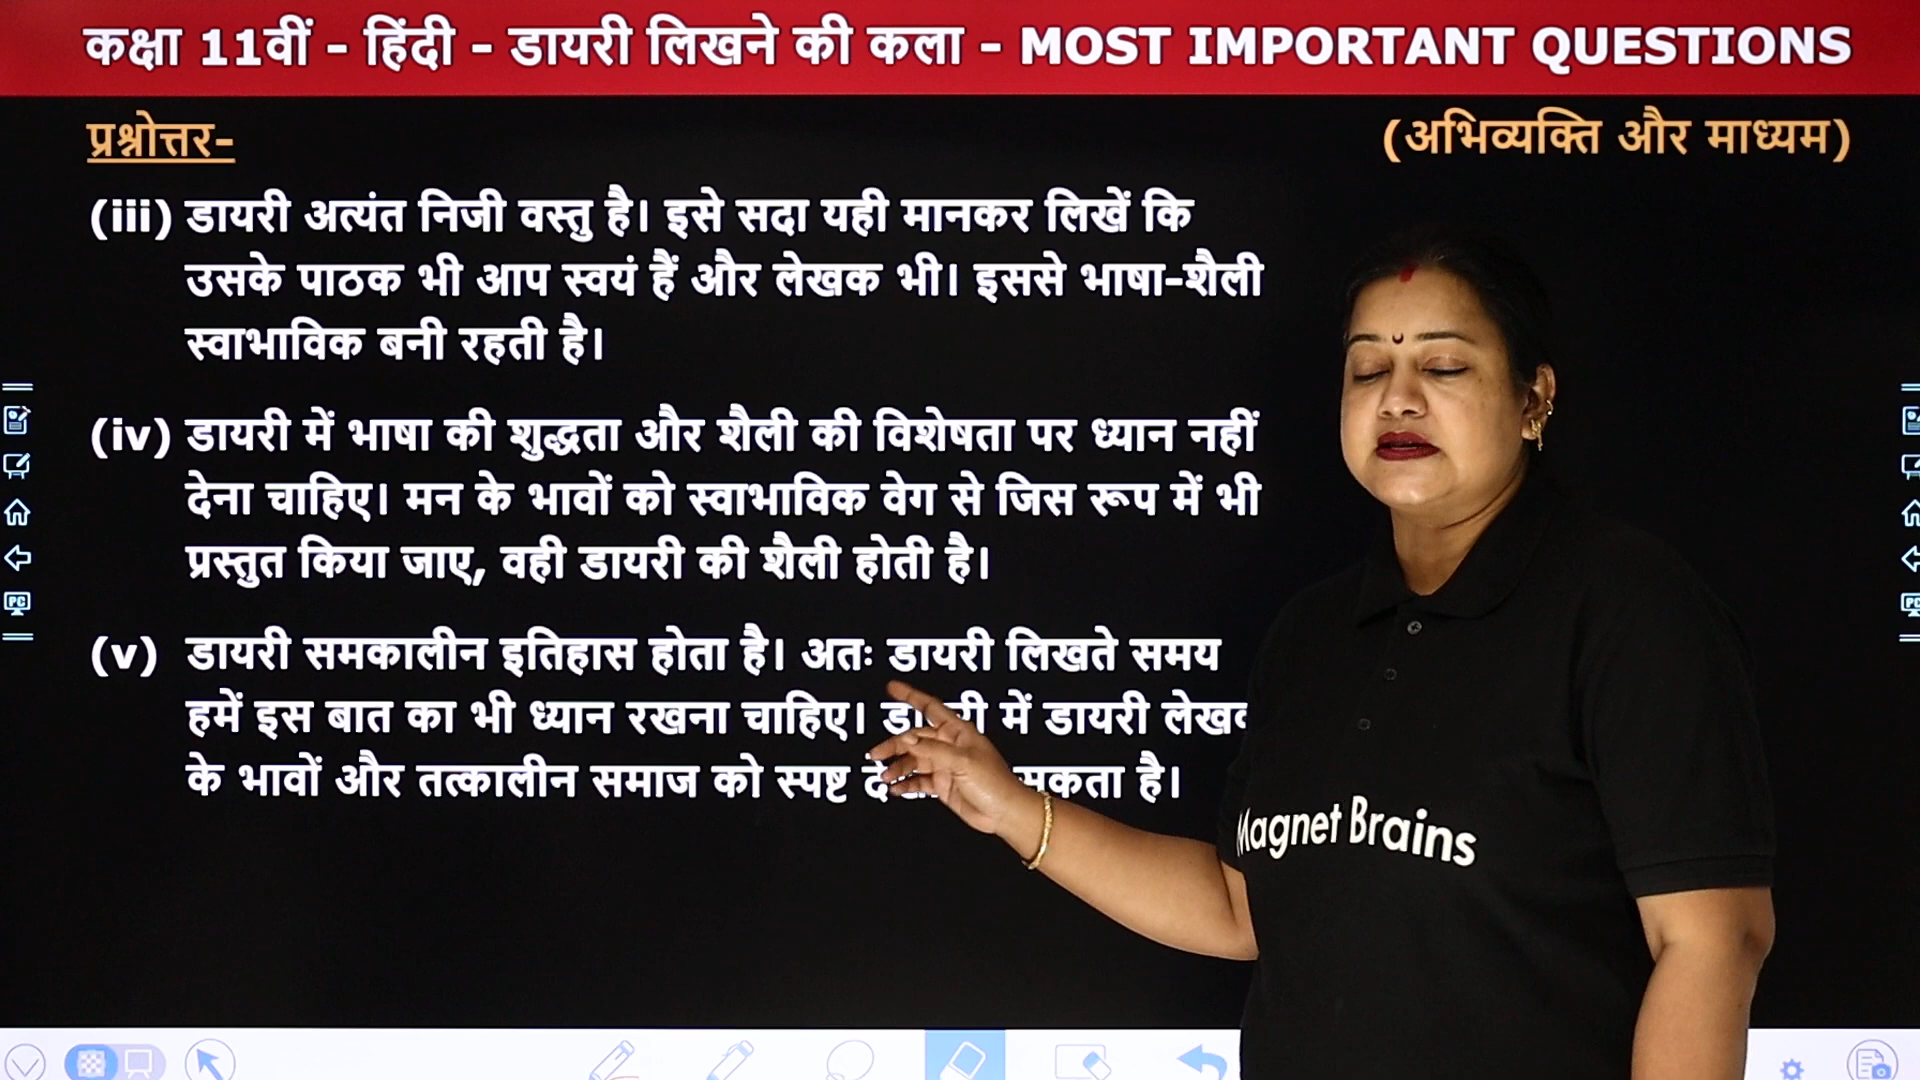 कक्षा 11वीं - हिंदी - डायरी लिखने की कला - MOST IMPORTANT QUESTIONS
प्रश्नोत्तर-
(अभिव्यक्ति और माध्यम)
(iii) डायरी अत्यंत निजी वस्तु है। इसे सदा यही मानकर लिखें कि
उसके पाठक भी आप स्वयं हैं और लेखक भी। इससे भाषा-शैली
स्वाभाविक बनी रहती है।
(iv) डायरी में भाषा की शुद्धता और शैली की विशेषता पर ध्यान नहीं
देना चाहिए। मन के भावों को स्वाभाविक वेग से जिस रूप में भी
प्रस्तुत किया जाए, वही डायरी की शैली होती है।
(v) डायरी समकालीन इतिहास होता है। अतः डायरी लिखते समय
हमें इस बात का भी ध्यान रखना चाहिए। में डायरी
के भावों और तत्कालीन समाज को स्पष्ट सकता है।
Magnet Brains
PC